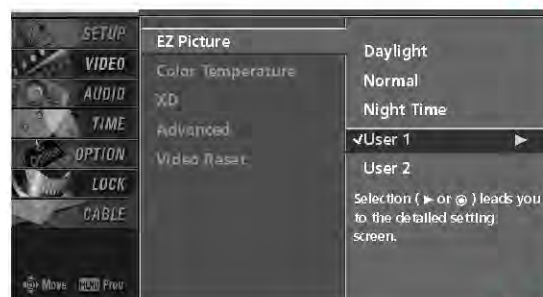 SETUP
VIDEO
AUDIO
TIME
OPTION
LOCK
CABLE
Move MENU Prev
EZ Picture
Color Temperature
XD
Advanced
Video Reset
Daylight
Normal
Night Time
✓User 1 ▶
User 2
Selection ( ▶ or ◉ ) leads you
to the detailed setting
screen.